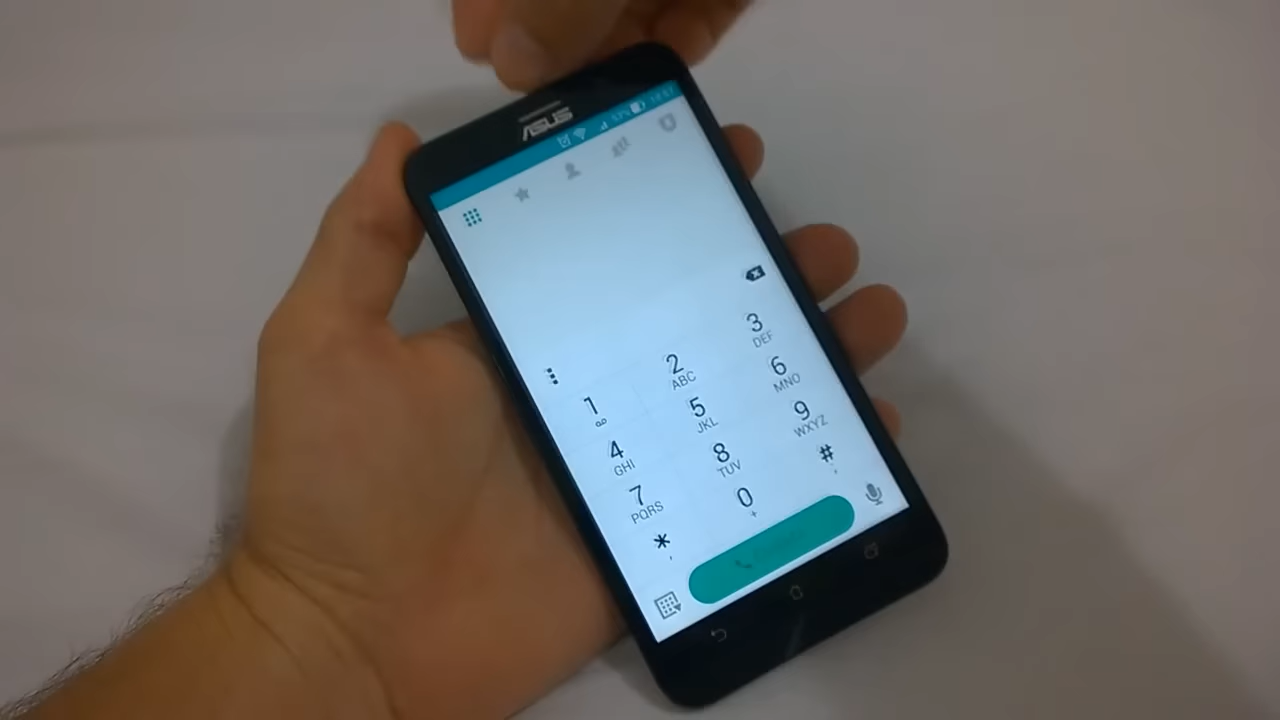 ASUS
1
2
ABC
3
DEF
4
GHI
5
JKL
6
MNO
7
PQRS
8
TUV
9
WXYZ
*
,
0
+
#
;